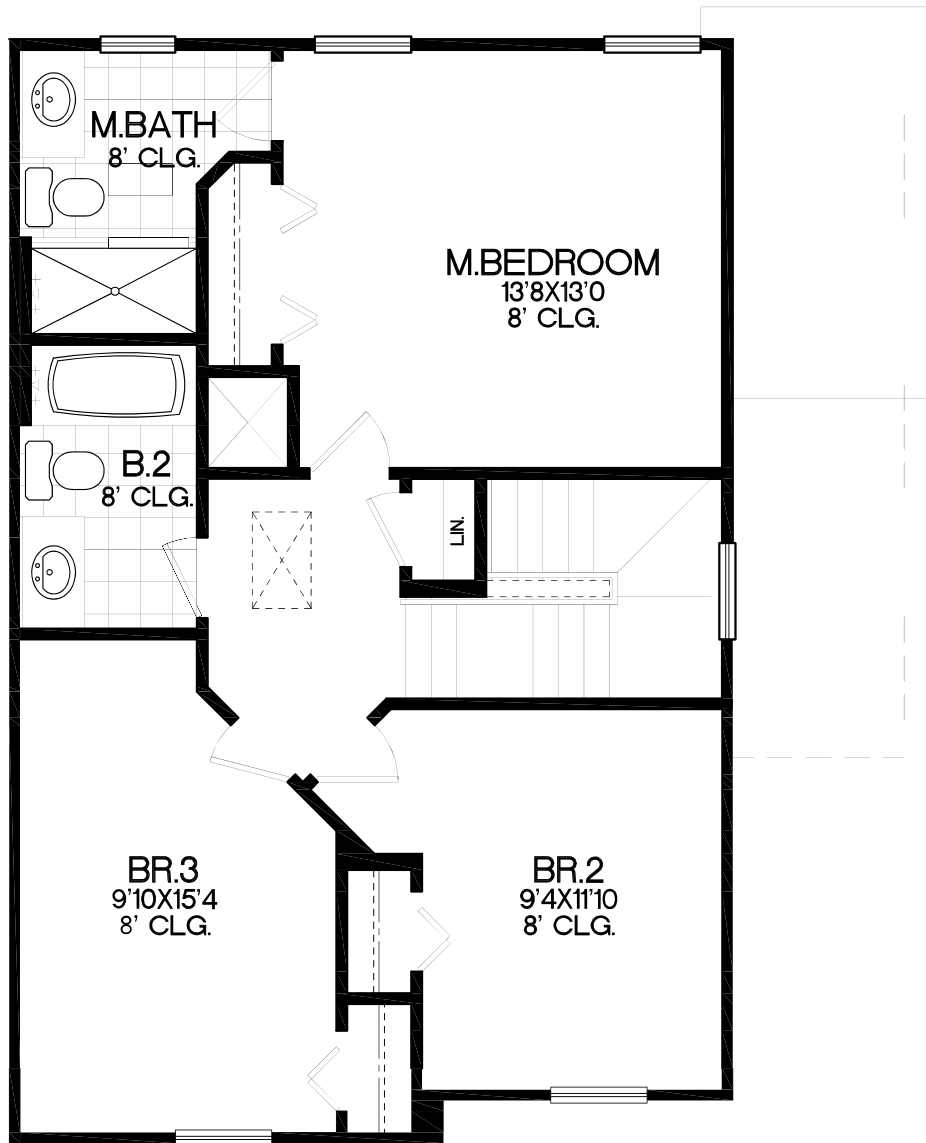 M.BATH
8' CLG.
M.BEDROOM
13'8X13'0
8' CLG.
B.2
8' CLG.
LIN.
BR.3
9'10X15'4
8' CLG.
BR.2
9'4X11'10
8' CLG.